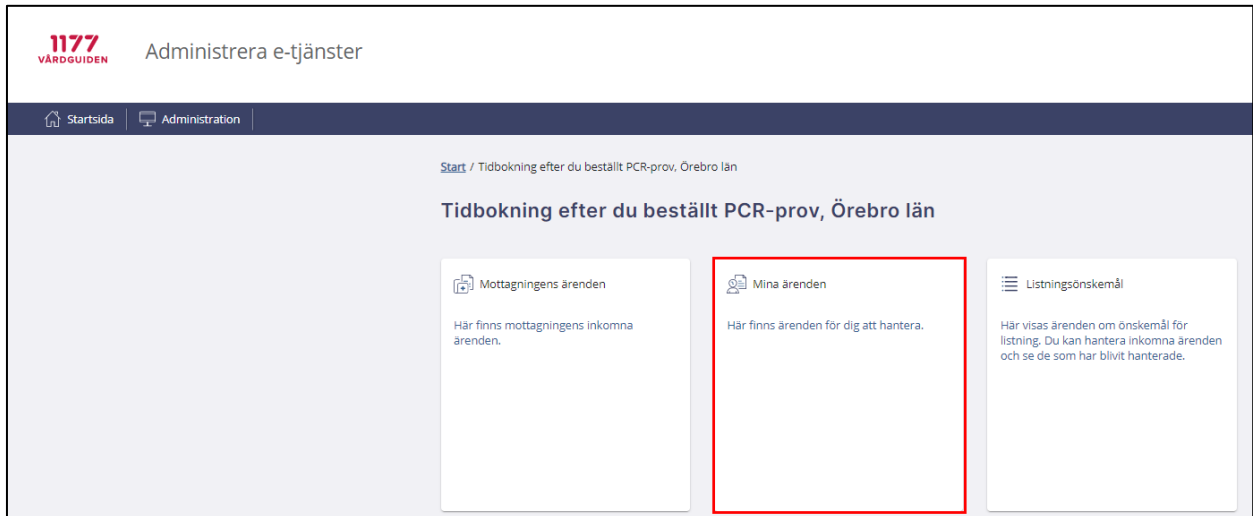 1177
VÅRDGUIDEN
Administrera e-tjänster
Startsida
Administration
Start / Tidbokning efter du beställt PCR-prov, Örebro län
Tidbokning efter du beställt PCR-prov, Örebro län
Mottagningens ärenden
Här finns mottagningens inkomna
ärenden.
Mina ärenden
Här finns ärenden för dig att hantera.
Listningsönskemål
Här visas ärenden om önskemål för
listning. Du kan hantera inkomna ärenden
och se de som har blivit hanterade.